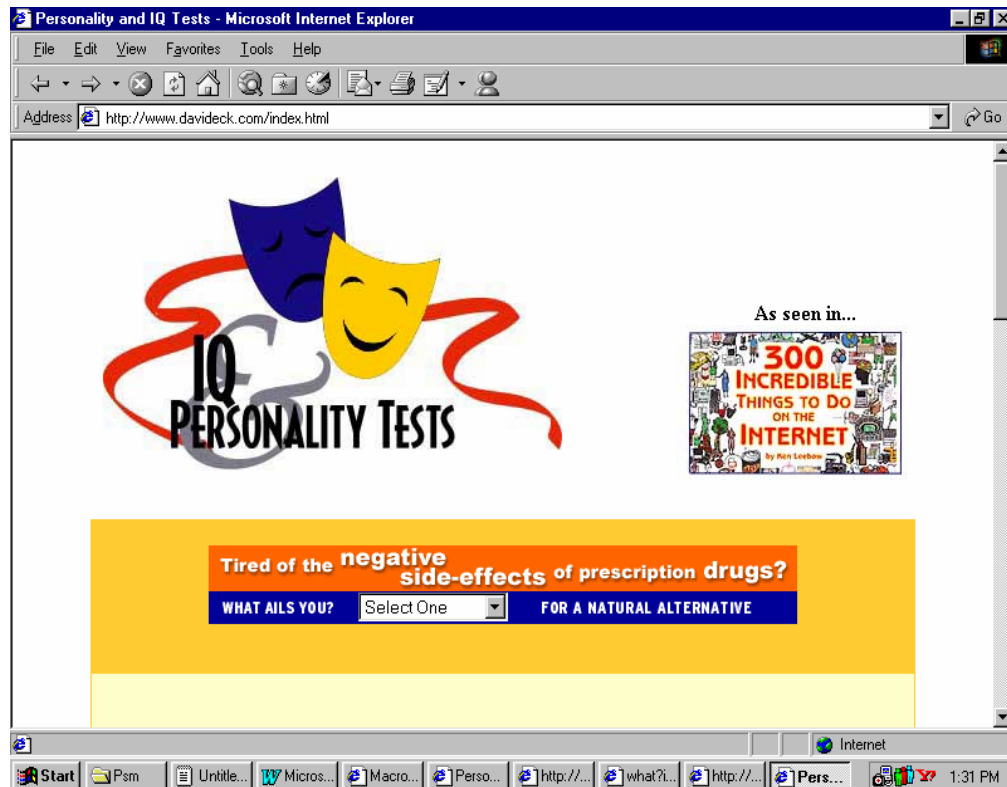 Personality and IQ Tests - Microsoft Internet Explorer
File Edit View Favorites Tools Help
Address http://www.davideck.com/index.html Go
IQ
&
PERSONALITY TESTS
As seen in...
300
INCREDIBLE
THINGS TO DO
ON THE
INTERNET
by Ken Leebow
Tired of the negative
side-effects of prescription drugs?
WHAT AILS YOU? Select One FOR A NATURAL ALTERNATIVE
Internet
Start Psm Untitle... Micros... Macro... Perso... http://... what?i... http://... Pers... 1:31 PM